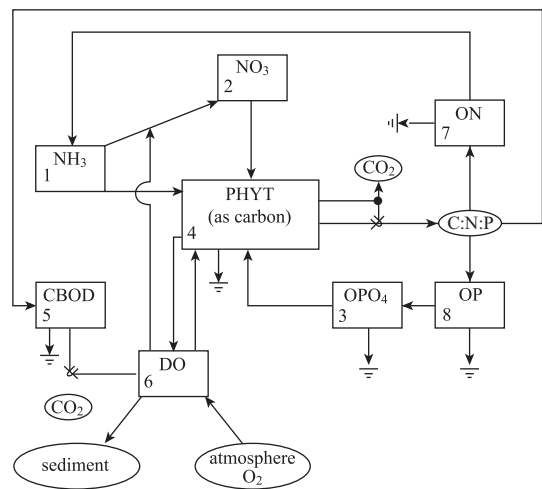 NO₃
2
ON
7
NH₃
1
CO₂
PHYT
(as carbon)
4
C:N:P
CBOD
5
OPO₄
3
OP
8
DO
6
CO₂
sediment
atmosphere
O₂